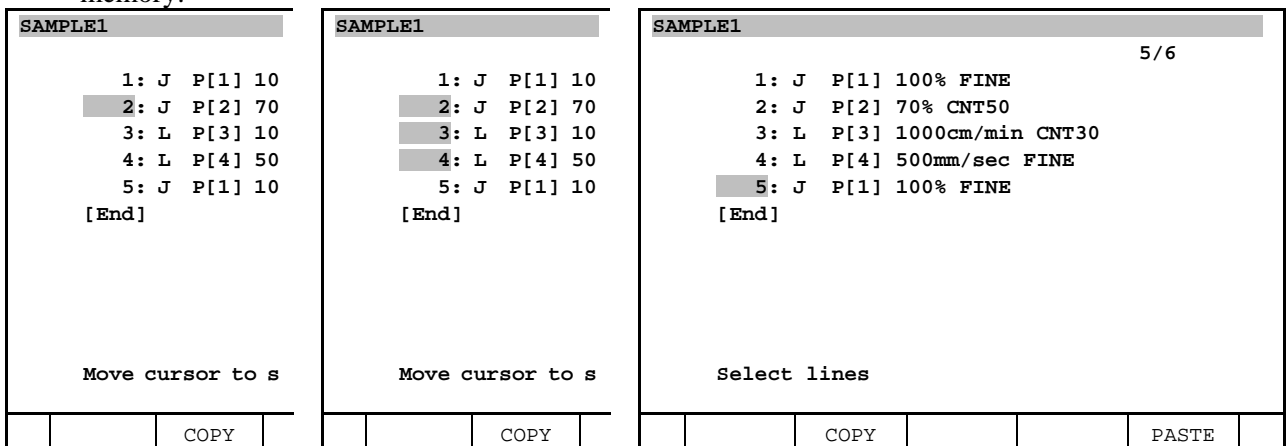 memory.
SAMPLE1
1: J P[1] 10
2: J P[2] 70
3: L P[3] 10
4: L P[4] 50
5: J P[1] 10
[End]
Move cursor to s
COPY
SAMPLE1
1: J P[1] 10
2: J P[2] 70
3: L P[3] 10
4: L P[4] 50
5: J P[1] 10
[End]
Move cursor to s
COPY
SAMPLE1
5/6
1: J P[1] 100% FINE
2: J P[2] 70% CNT50
3: L P[3] 1000cm/min CNT30
4: L P[4] 500mm/sec FINE
5: J P[1] 100% FINE
[End]
Select lines
COPY PASTE